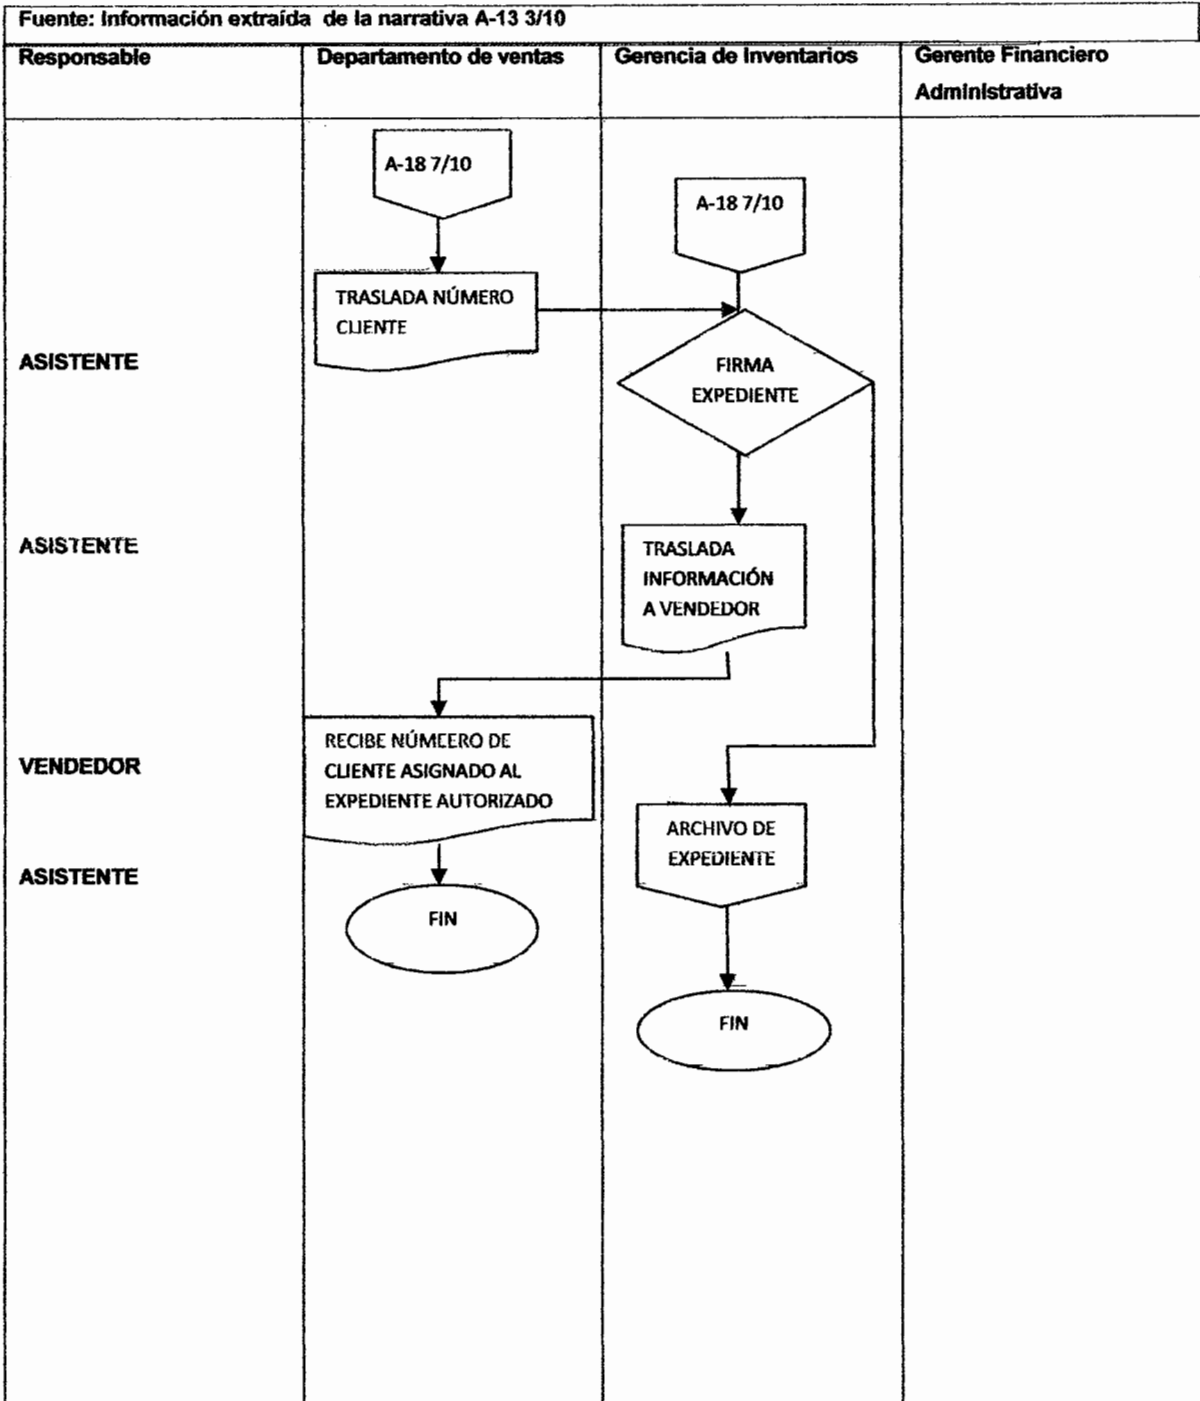 Fuente: Información extraída de la narrativa A-13 3/10
Responsable
Departamento de ventas
Gerencia de Inventarios
Gerente Financiero
Administrativa
A-18 7/10
A-18 7/10
TRASLADA NÚMERO
CLIENTE
ASISTENTE
FIRMA
EXPEDIENTE
ASISTENTE
TRASLADA
INFORMACIÓN
A VENDEDOR
VENDEDOR
RECIBE NÚMEERO DE
CLIENTE ASIGNADO AL
EXPEDIENTE AUTORIZADO
ARCHIVO DE
EXPEDIENTE
ASISTENTE
FIN
FIN